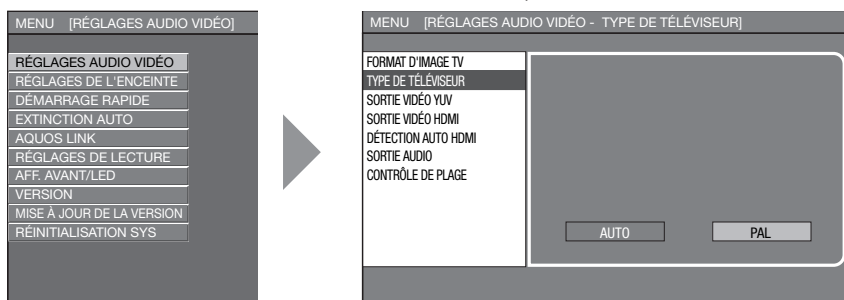 MENU [RÉGLAGES AUDIO VIDÉO]
RÉGLAGES AUDIO VIDÉO
RÉGLAGES DE L'ENCEINTE
DÉMARRAGE RAPIDE
EXTINCTION AUTO
AQUOS LINK
RÉGLAGES DE LECTURE
AFF. AVANT/LED
VERSION
MISE À JOUR DE LA VERSION
RÉINITIALISATION SYS
MENU [RÉGLAGES AUDIO VIDÉO - TYPE DE TÉLÉVISEUR]
FORMAT D'IMAGE TV
TYPE DE TÉLÉVISEUR
SORTIE VIDÉO YUV
SORTIE VIDÉO HDMI
DÉTECTION AUTO HDMI
SORTIE AUDIO
CONTRÔLE DE PLAGE
AUTO PAL